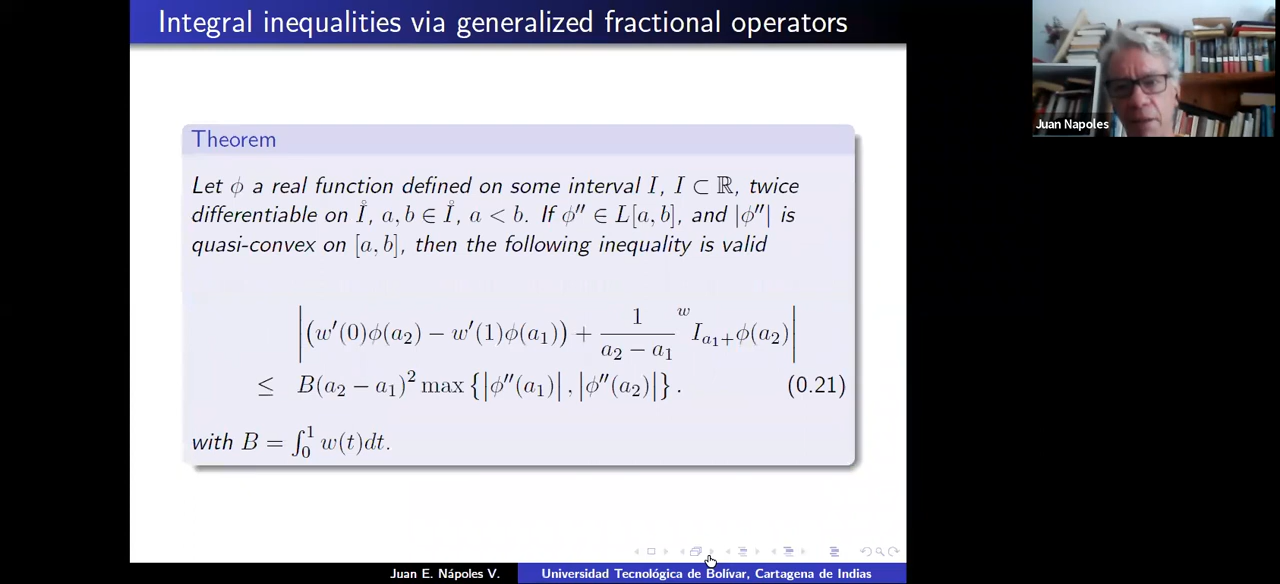 Integral inequalities via generalized fractional operators
Juan Napoles
Theorem
Let ϕ a real function defined on some interval I, I ⊂ ℝ, twice
differentiable on I̊, a, b ∈ I̊, a < b. If ϕ″ ∈ L[a, b], and |ϕ″| is
quasi-convex on [a, b], then the following inequality is valid
|(w′(0)ϕ(a₂) − w′(1)ϕ(a₁)) + 1/(a₂ − a₁) ʷI_{a₁+}ϕ(a₂)|
≤ B(a₂ − a₁)² max {|ϕ″(a₁)|, |ϕ″(a₂)|}. (0.21)
with B = ∫₀¹ w(t)dt.
Juan E. Nápoles V. Universidad Tecnológica de Bolívar, Cartagena de Indias